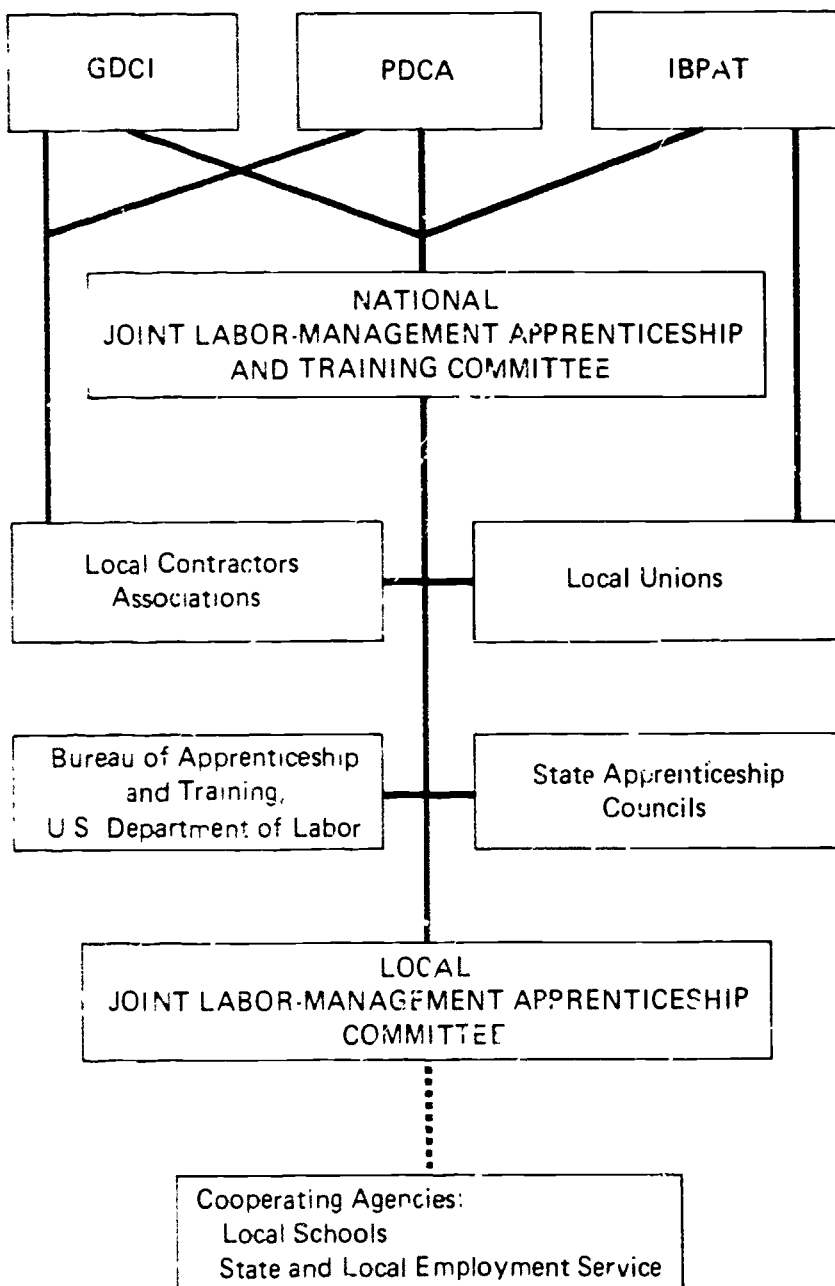 GDCI
PDCA
IBPAT
NATIONAL
JOINT LABOR-MANAGEMENT APPRENTICESHIP
AND TRAINING COMMITTEE
Local Contractors
Associations
Local Unions
Bureau of Apprenticeship
and Training,
U S Department of Labor
State Apprenticeship
Councils
LOCAL
JOINT LABOR-MANAGEMENT APPRENTICESHIP
COMMITTEE
Cooperating Agencies:
Local Schools
State and Local Employment Service